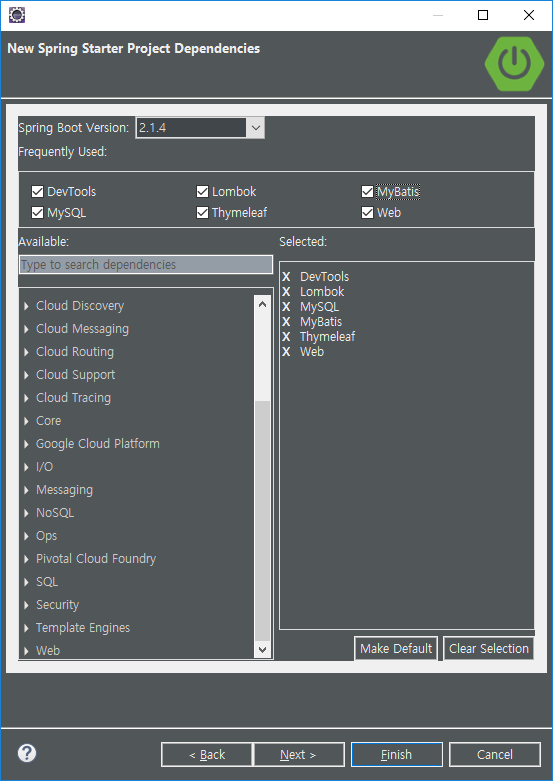 New Spring Starter Project Dependencies
Spring Boot Version: 2.1.4
Frequently Used:
DevTools Lombok MyBatis
MySQL Thymeleaf Web
Available:
Type to search dependencies
Cloud Discovery
Cloud Messaging
Cloud Routing
Cloud Support
Cloud Tracing
Core
Google Cloud Platform
I/O
Messaging
NoSQL
Ops
Pivotal Cloud Foundry
SQL
Security
Template Engines
Web
Selected:
X DevTools
X Lombok
X MySQL
X MyBatis
X Thymeleaf
X Web
Make Default Clear Selection
? < Back Next > Finish Cancel